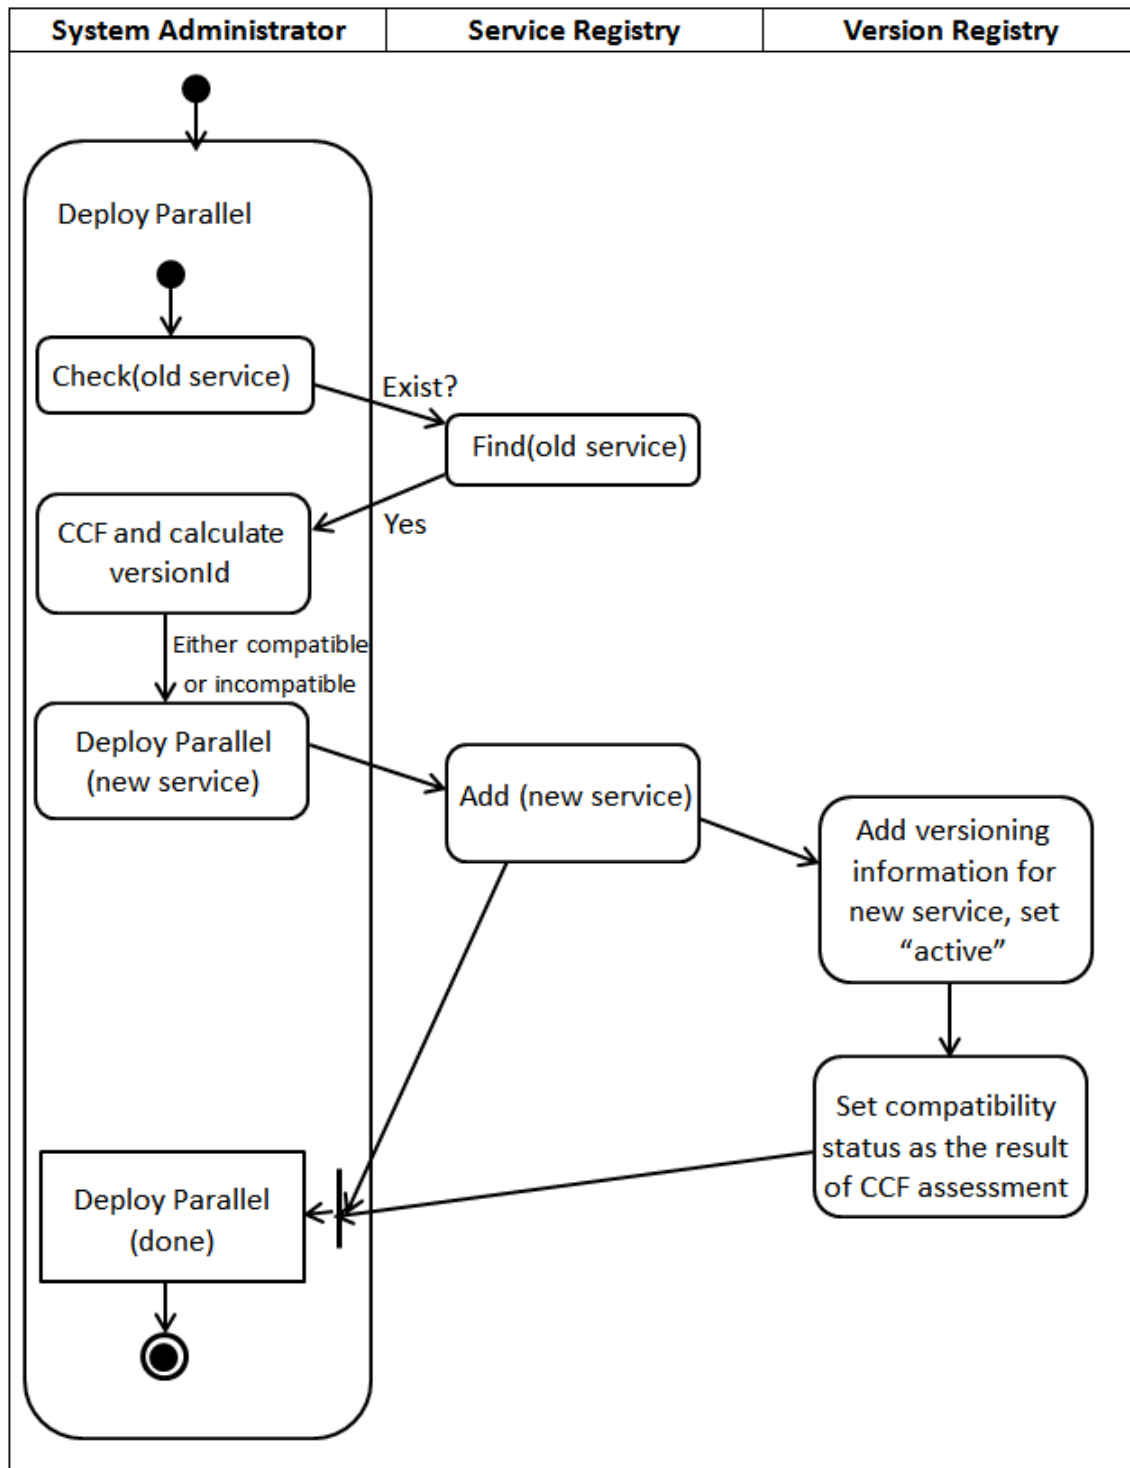 System Administrator
Service Registry
Version Registry
Deploy Parallel
Check(old service)
Exist?
Find(old service)
CCF and calculate
versionId
Yes
Either compatible
or incompatible
Deploy Parallel
(new service)
Add (new service)
Add versioning
information for
new service, set
“active”
Set compatibility
status as the result
of CCF assessment
Deploy Parallel
(done)